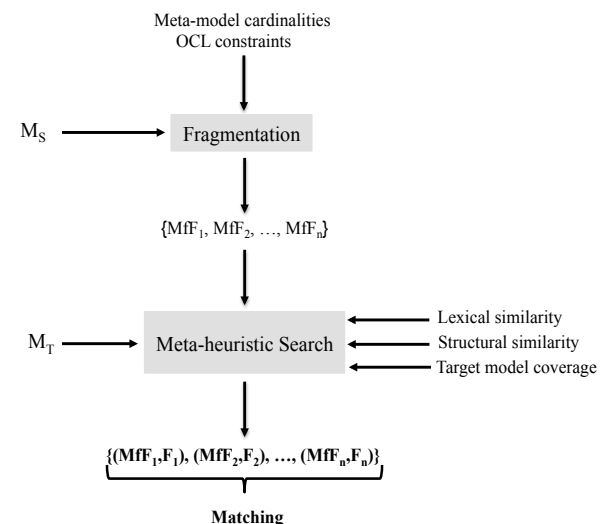 Meta-model cardinalities
OCL constraints
M_S
Fragmentation
{MfF_1, MfF_2, …, MfF_n}
Lexical similarity
M_T
Meta-heuristic Search
Structural similarity
Target model coverage
{(MfF_1,F_1), (MfF_2,F_2), …, (MfF_n,F_n)}
Matching